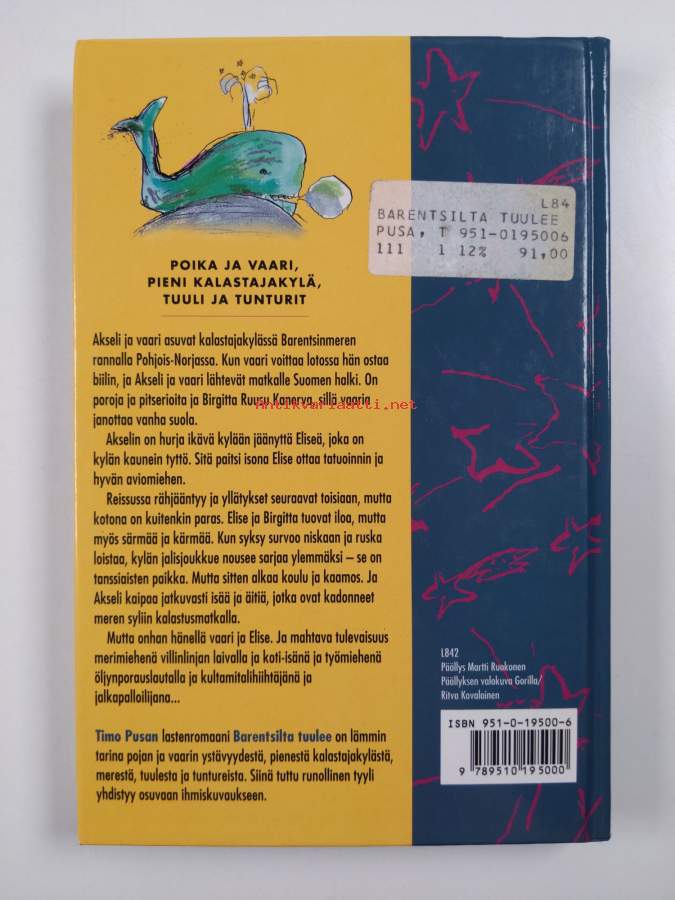 L84
BARENTSILTA TUULEE
PUSA, T 951-0195006
111 1 12% 91,00
POIKA JA VAARI,
PIENI KALASTAJAKYLÄ,
TUULI JA TUNTURIT
Akseli ja vaari asuvat kalastajakylässä Barentsinmeren
rannalla Pohjois-Norjassa. Kun vaari voittaa lotossa hän ostaa
biilin, ja Akseli ja vaari lähtevät matkalle Suomen halki. On
poroja ja pitserioita ja Birgitta Ruusu Kanerva, sillä vaarin
janottaa vanha suola.
Antikvariaatti.net
Akselin on hurja ikävä kylään jäänyttä Eliseä, joka on
kylän kaunein tyttö. Sitä paitsi isona Elise ottaa tatuoinnin ja
hyvän aviomiehen.
Reissussa rähjääntyy ja yllätykset seuraavat toisiaan, mutta
kotona on kuitenkin paras. Elise ja Birgitta tuovat iloa, mutta
myös särmää ja kärmää. Kun syksy survoo niskaan ja ruska
loistaa, kylän jalisjoukkue nousee sarjaa ylemmäksi – se on
tanssiaisten paikka. Mutta sitten alkaa koulu ja kaamos. Ja
Akseli kaipaa jatkuvasti isää ja äitiä, jotka ovat kadonneet
meren syliin kalastusmatkalla.
Mutta onhan hänellä vaari ja Elise. Ja mahtava tulevaisuus
merimiehenä villinlinjan laivalla ja koti-isänä ja työmiehenä
öljynporauslautalla ja kultamitalihiihtäjänä ja
jalkapalloilijana...
Timo Pusan lastenromaani Barentsilta tuulee on lämmin
tarina pojan ja vaarin ystävyydestä, pienestä kalastajakylästä,
merestä, tuulesta ja tuntureista. Siinä tuttu runollinen tyyli
yhdistyy osuvaan ihmiskuvaukseen.
L842
Päällys Martti Ruokonen
Päällyksen valokuva Gorilla/
Ritva Kovalainen
ISBN 951-0-19500-6
9 789510 195000